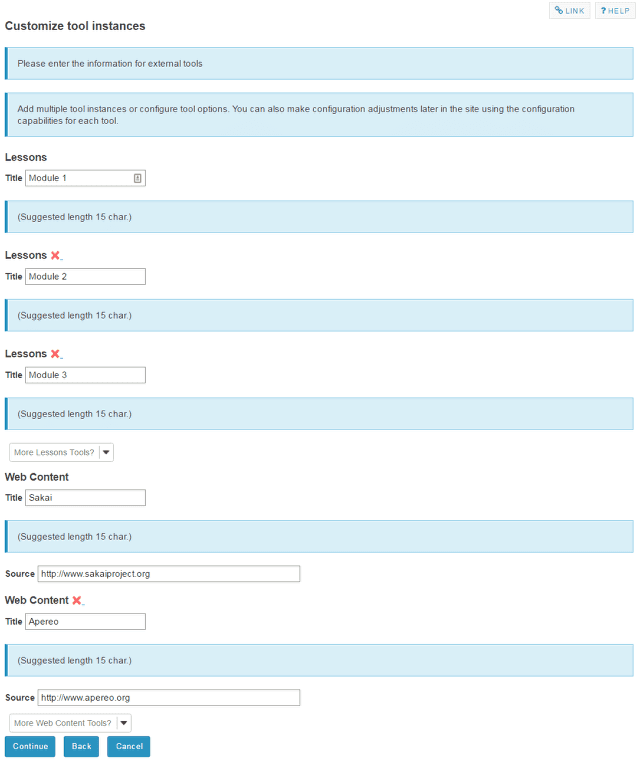 LINK
? HELP
Customize tool instances
Please enter the information for external tools
Add multiple tool instances or configure tool options. You can also make configuration adjustments later in the site using the configuration
capabilities for each tool.
Lessons
Title Module 1
(Suggested length 15 char.)
Lessons
Title Module 2
(Suggested length 15 char.)
Lessons
Title Module 3
(Suggested length 15 char.)
More Lessons Tools?
Web Content
Title Sakai
(Suggested length 15 char.)
Source http://www.sakaiproject.org
Web Content
Title Apereo
(Suggested length 15 char.)
Source http://www.apereo.org
More Web Content Tools?
Continue Back Cancel